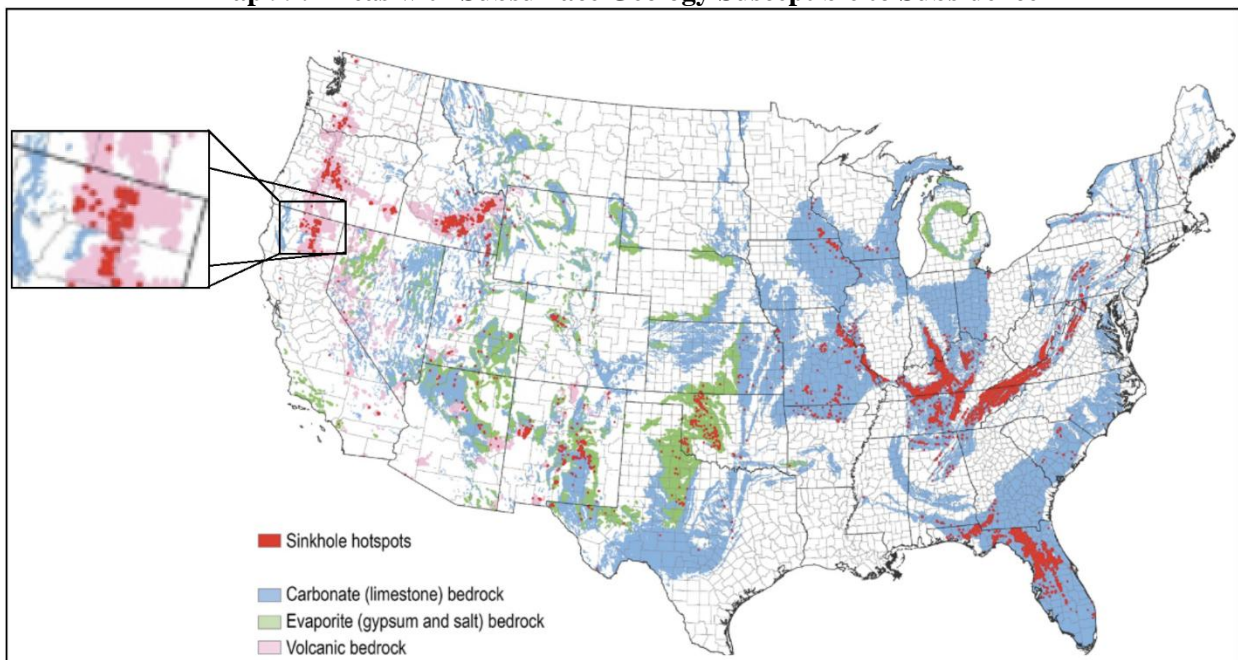 Sinkhole hotspots
Carbonate (limestone) bedrock
Evaporite (gypsum and salt) bedrock
Volcanic bedrock